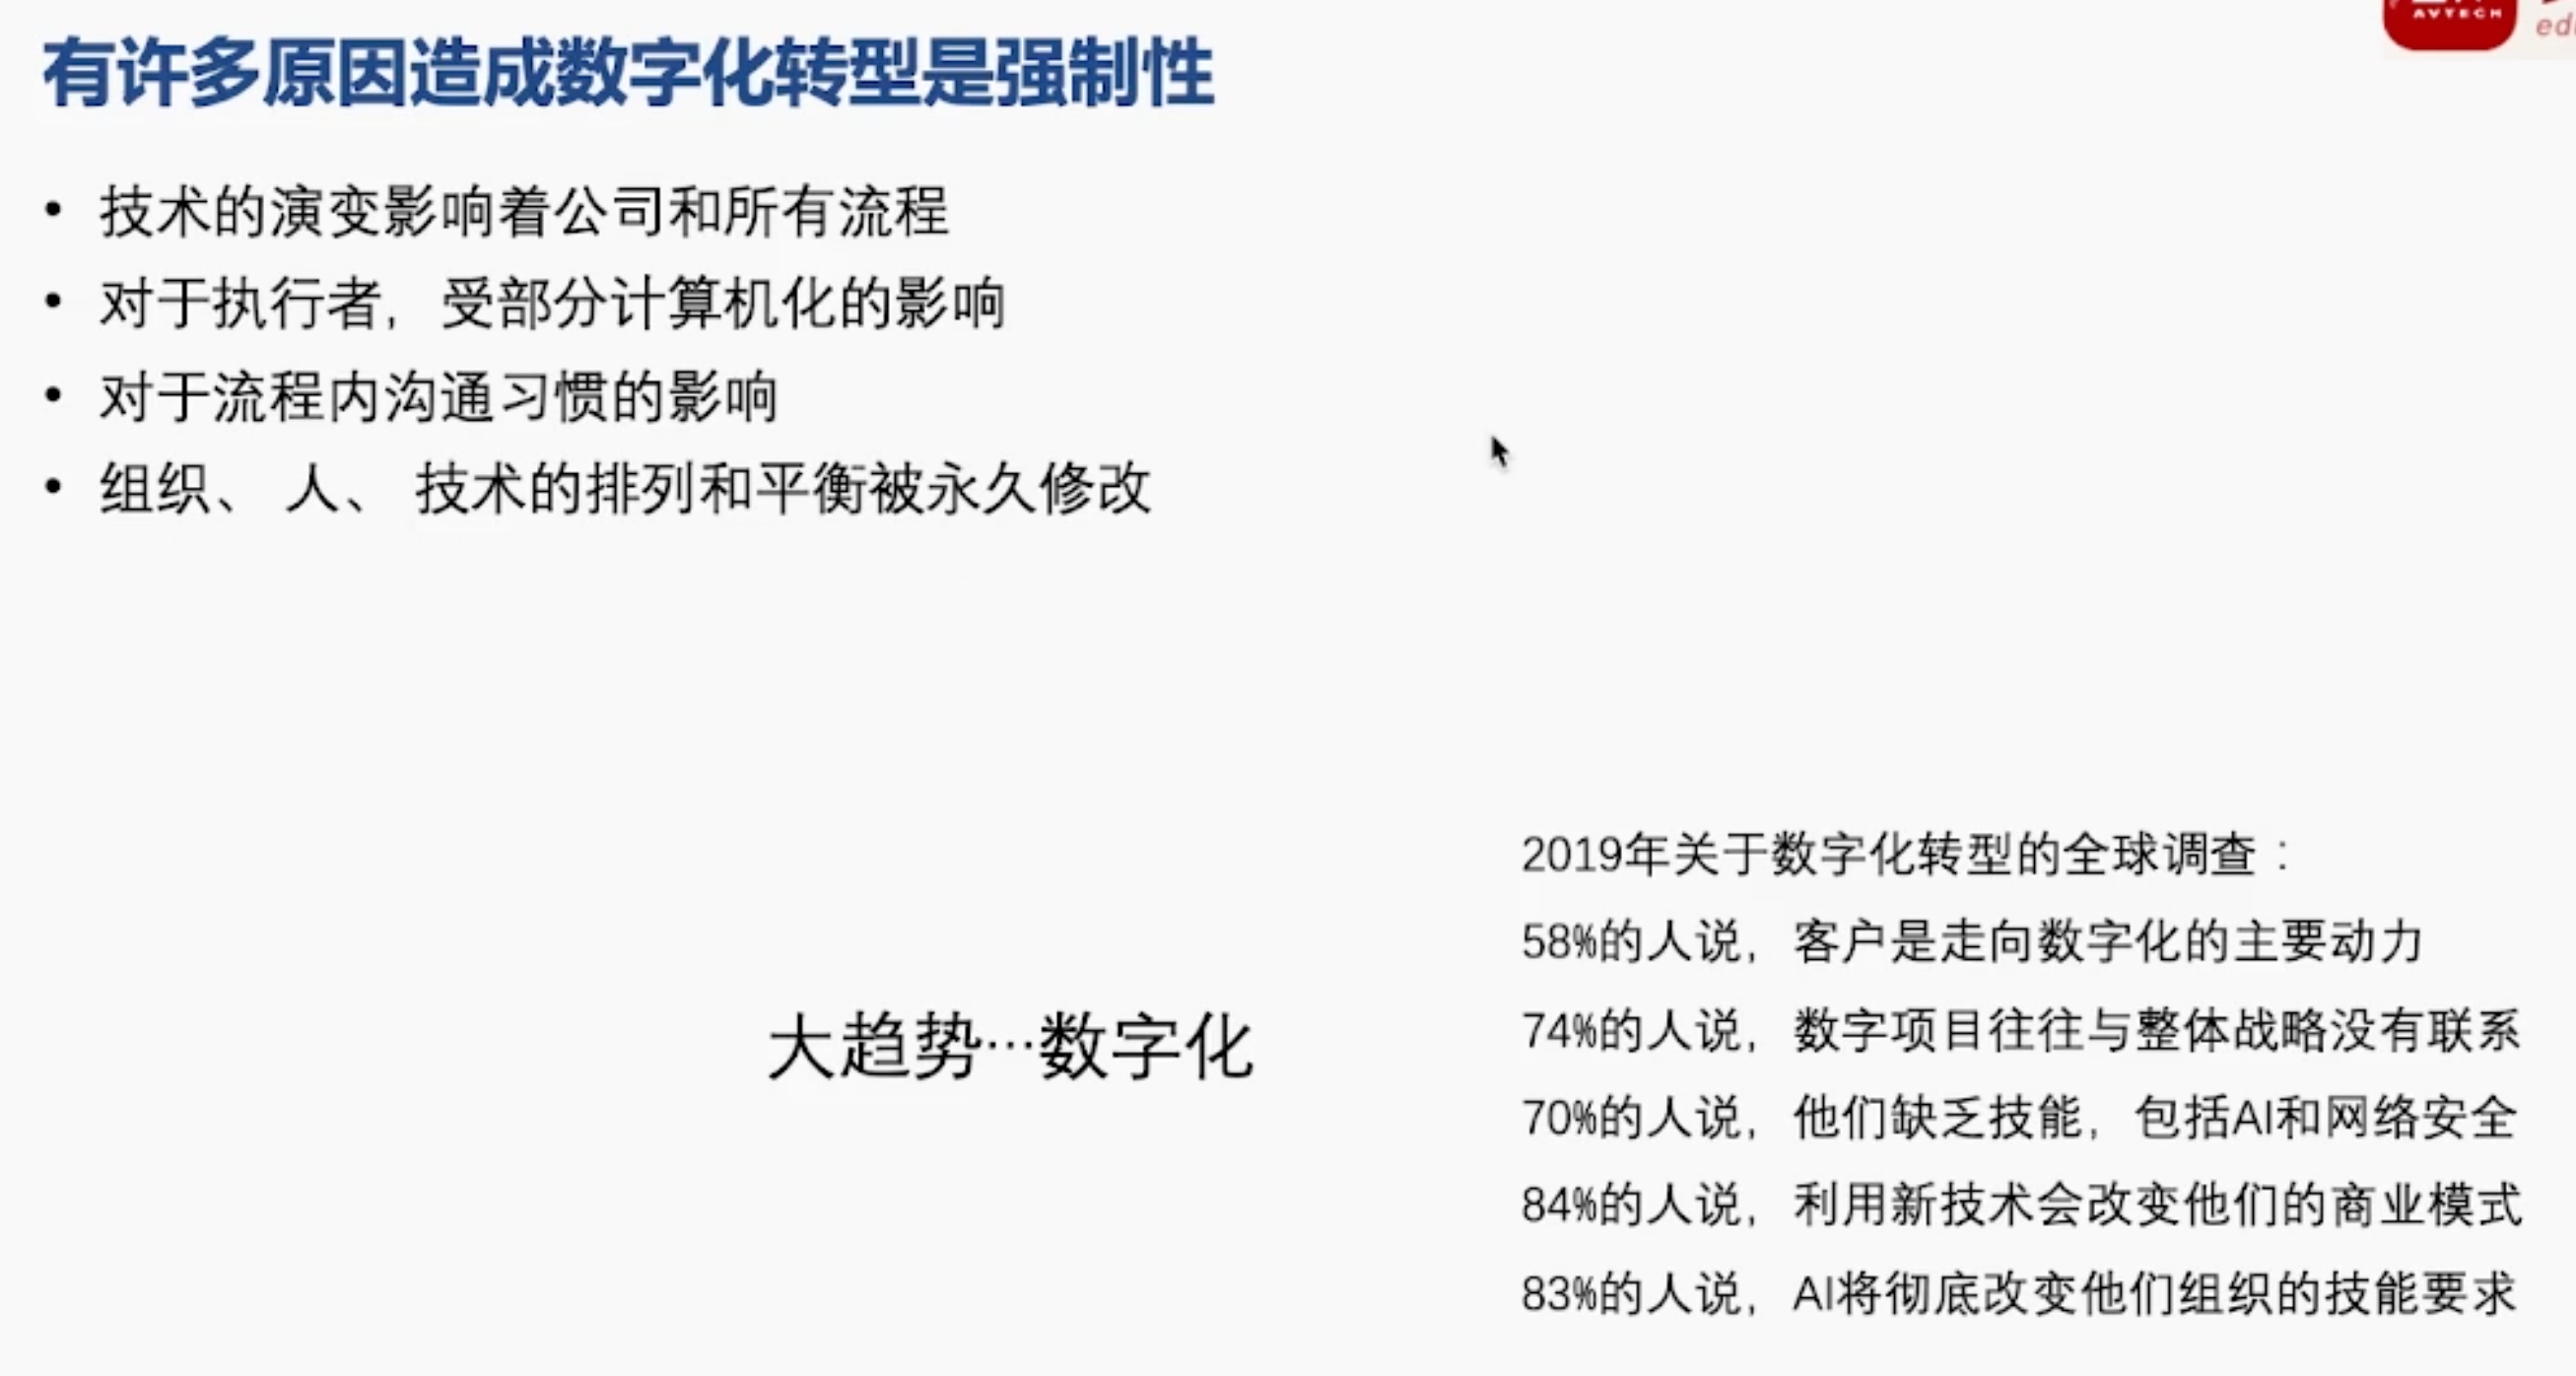 有许多原因造成数字化转型是强制性
AVTECH
• 技术的演变影响着公司和所有流程
• 对于执行者，受部分计算机化的影响
• 对于流程内沟通习惯的影响
• 组织、 人、 技术的排列和平衡被永久修改
大趋势…数字化
2019年关于数字化转型的全球调查：
58%的人说，客户是走向数字化的主要动力
74%的人说，数字项目往往与整体战略没有联系
70%的人说，他们缺乏技能，包括AI和网络安全
84%的人说，利用新技术会改变他们的商业模式
83%的人说，AI将彻底改变他们组织的技能要求